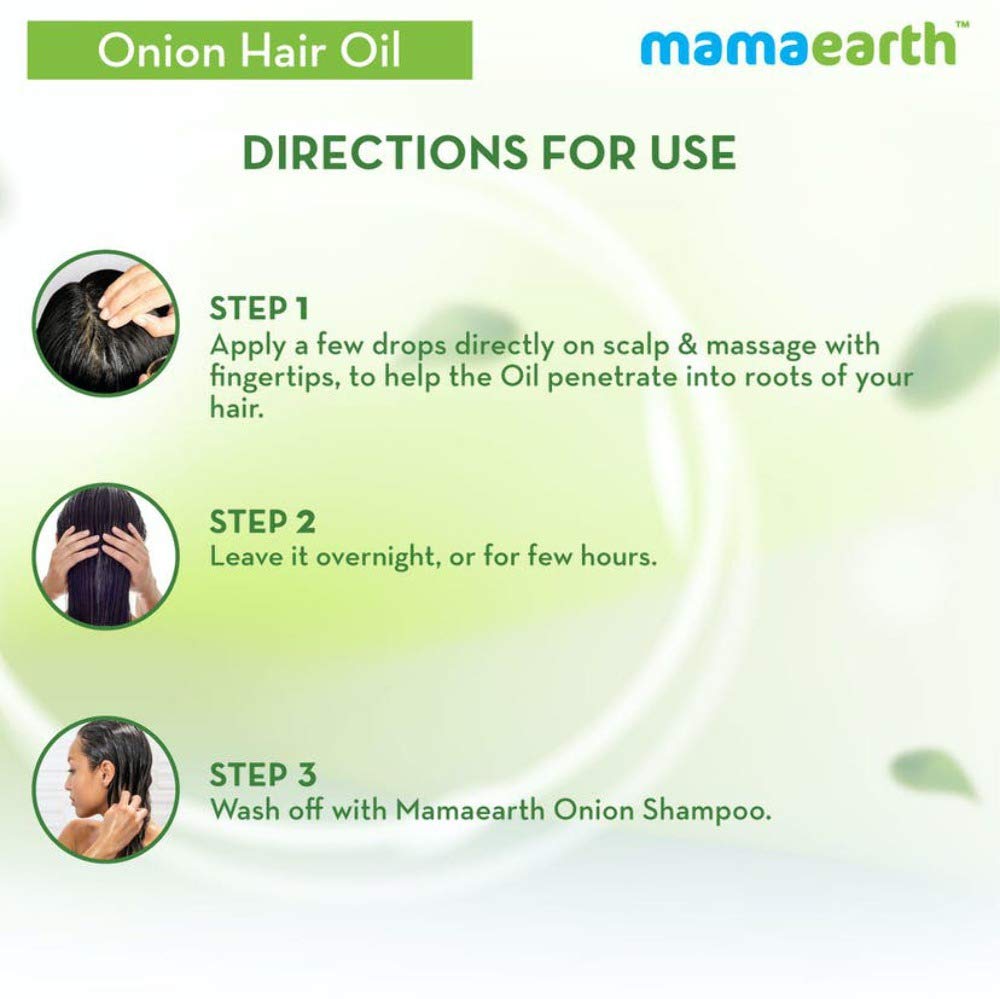 Onion Hair Oil
mamaearth™
DIRECTIONS FOR USE
STEP 1
Apply a few drops directly on scalp & massage with
fingertips, to help the Oil penetrate into roots of your
hair.
STEP 2
Leave it overnight, or for few hours.
STEP 3
Wash off with Mamaearth Onion Shampoo.